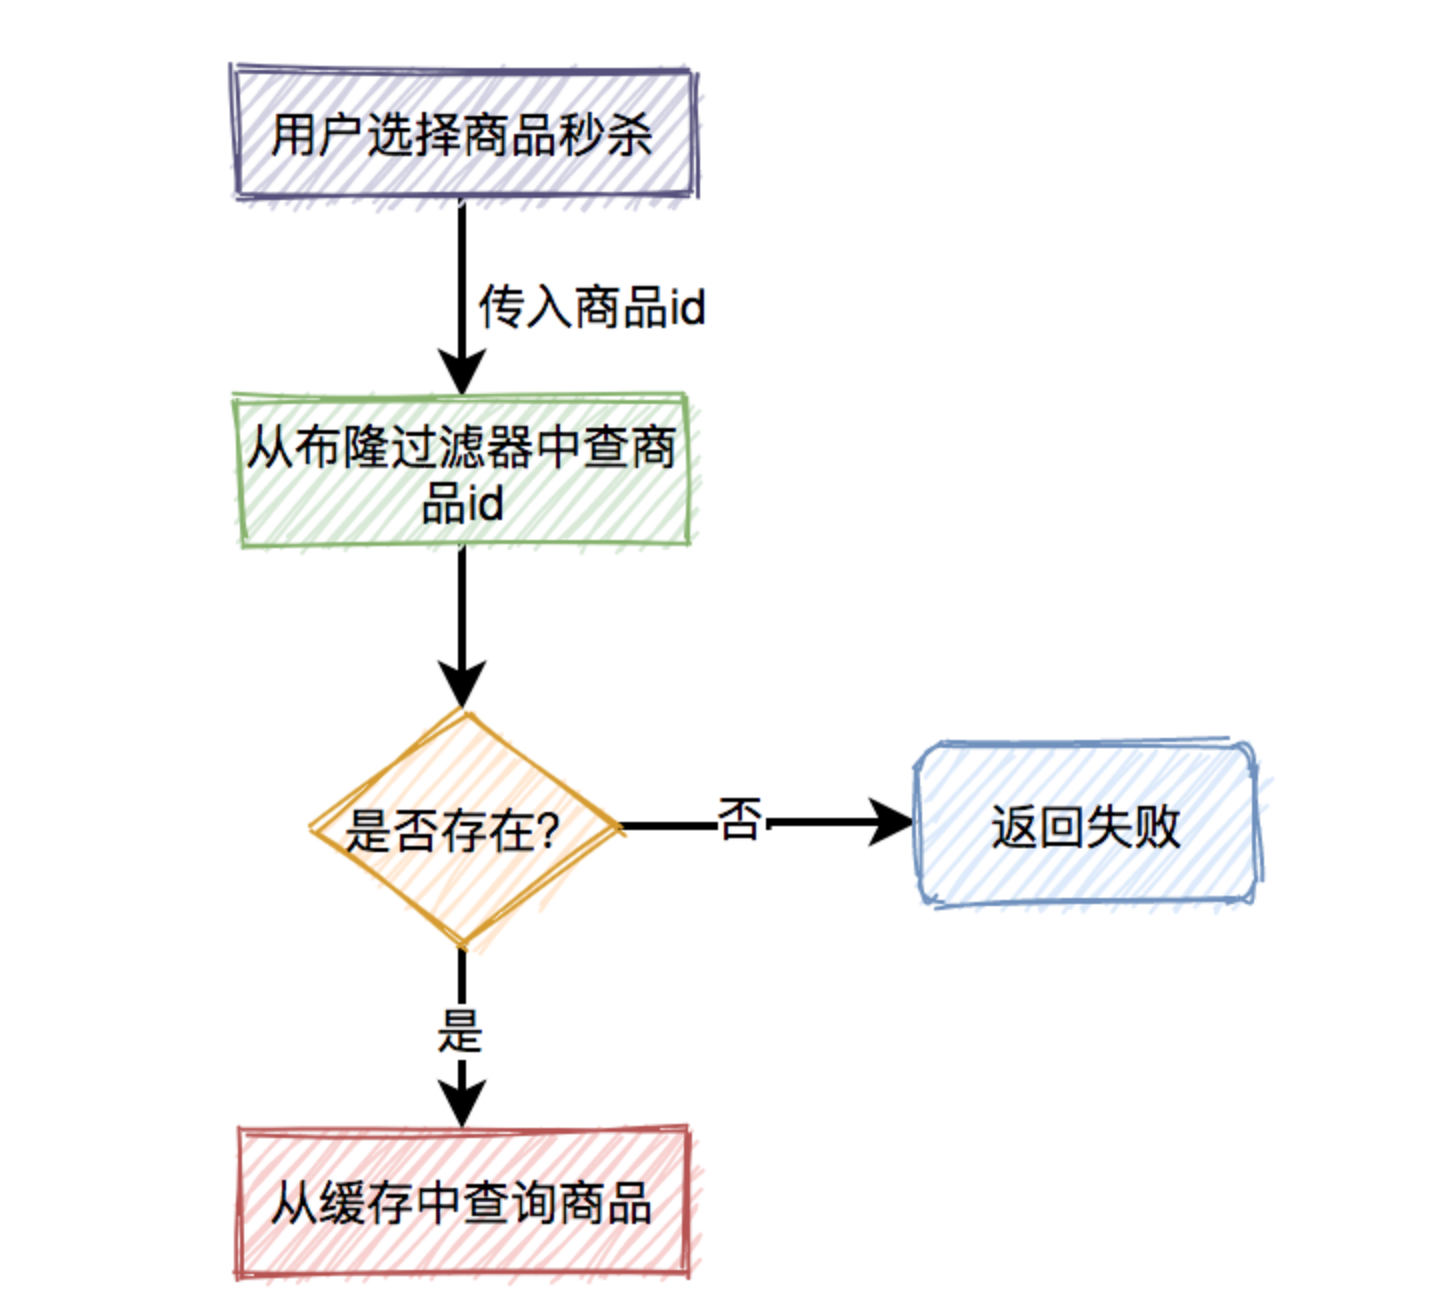 用户选择商品秒杀
传入商品id
从布隆过滤器中查商
品id
是否存在?
否
返回失败
是
从缓存中查询商品